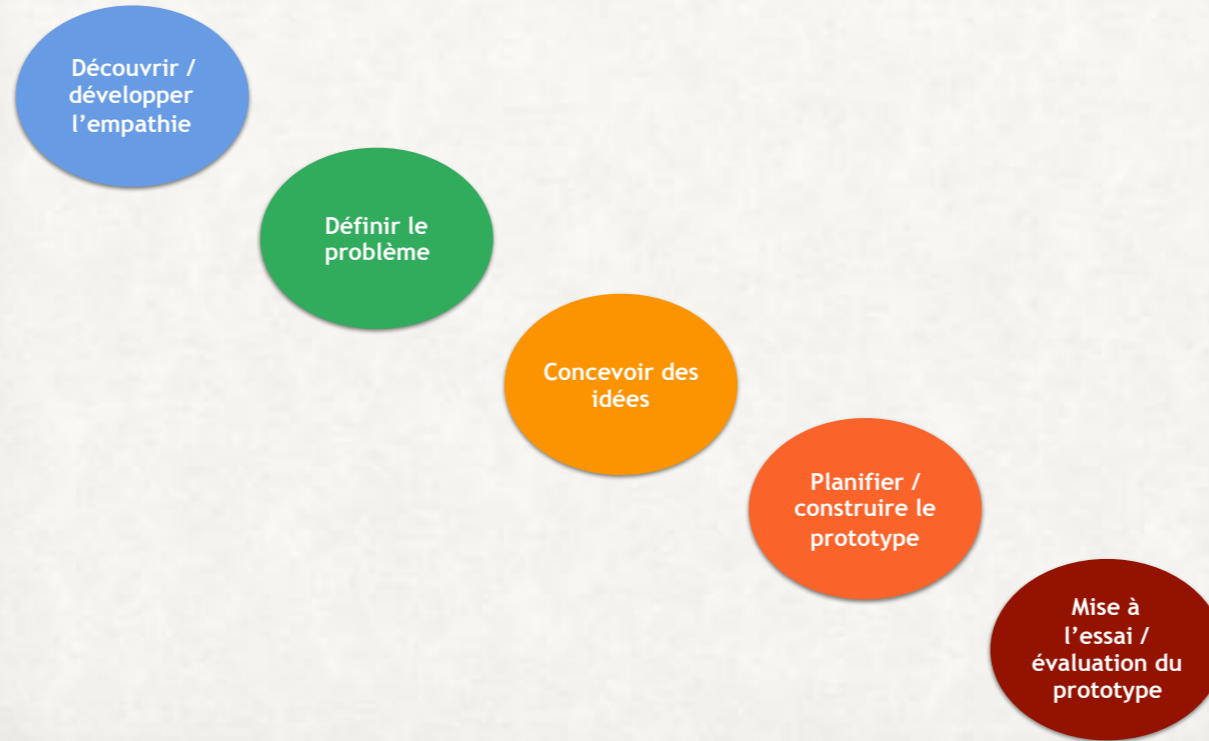 Découvrir /
développer
l’empathie
Définir le
problème
Concevoir des
idées
Planifier /
construire le
prototype
Mise à
l’essai /
évaluation du
prototype